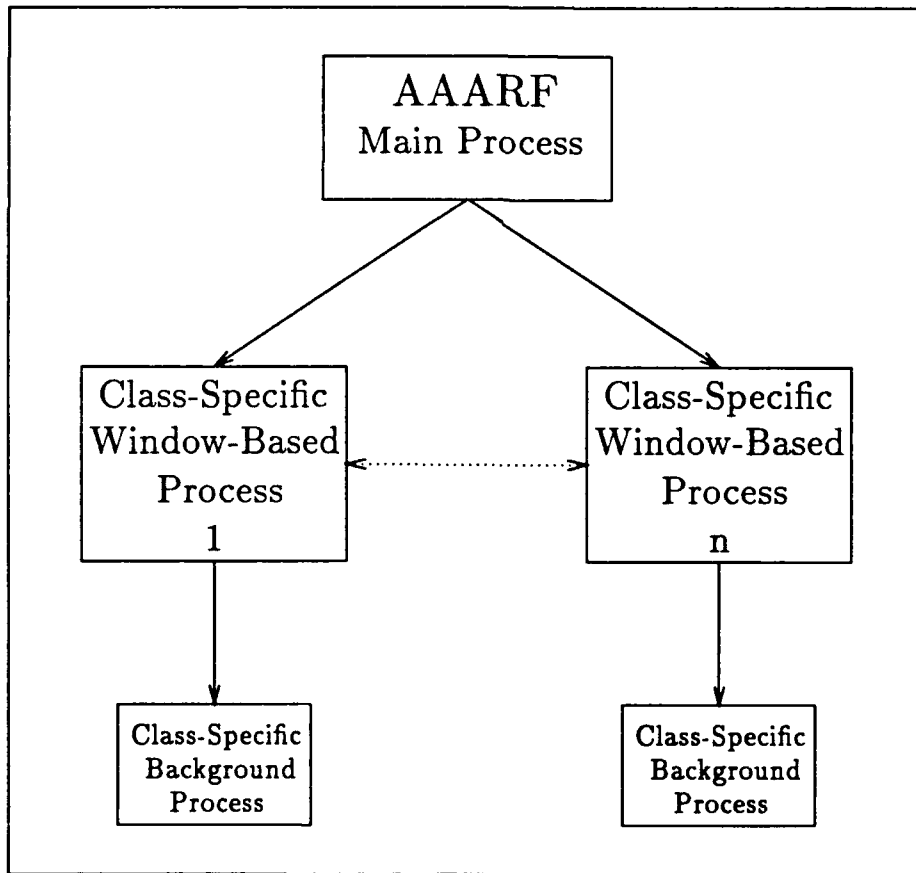 AAARF
Main Process
Class-Specific
Window-Based
Process
1
Class-Specific
Window-Based
Process
n
Class-Specific
Background
Process
Class-Specific
Background
Process